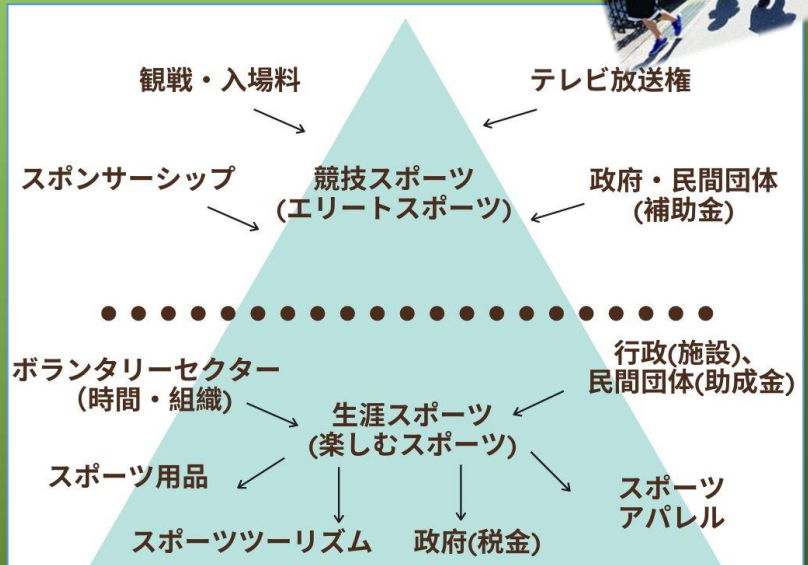 観戦・入場料
テレビ放送権
スポンサーシップ
競技スポーツ
(エリートスポーツ)
政府・民間団体
(補助金)
ボランタリーセクター
(時間・組織)
行政(施設)、
民間団体(助成金)
生涯スポーツ
(楽しむスポーツ)
スポーツ用品
スポーツツーリズム
政府(税金)
スポーツ
アパレル